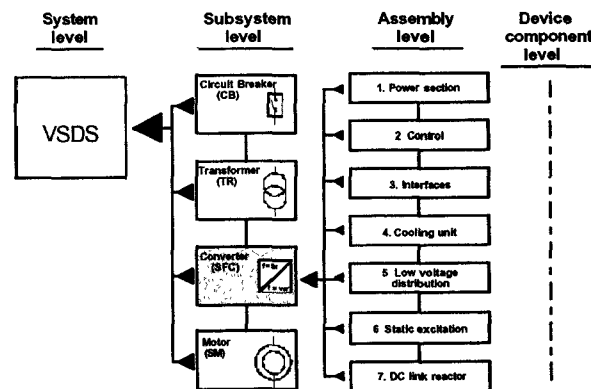 System
level
Subsystem
level
Assembly
level
Device
component
level
VSDS
Circuit Breaker
(CB)
Transformer
(TR)
Converter
(SFC)
Motor
(SM)
1. Power section
2 Control
3. Interfaces
4. Cooling unit
5 Low voltage
distribution
6 Static excitation
7. DC link reactor